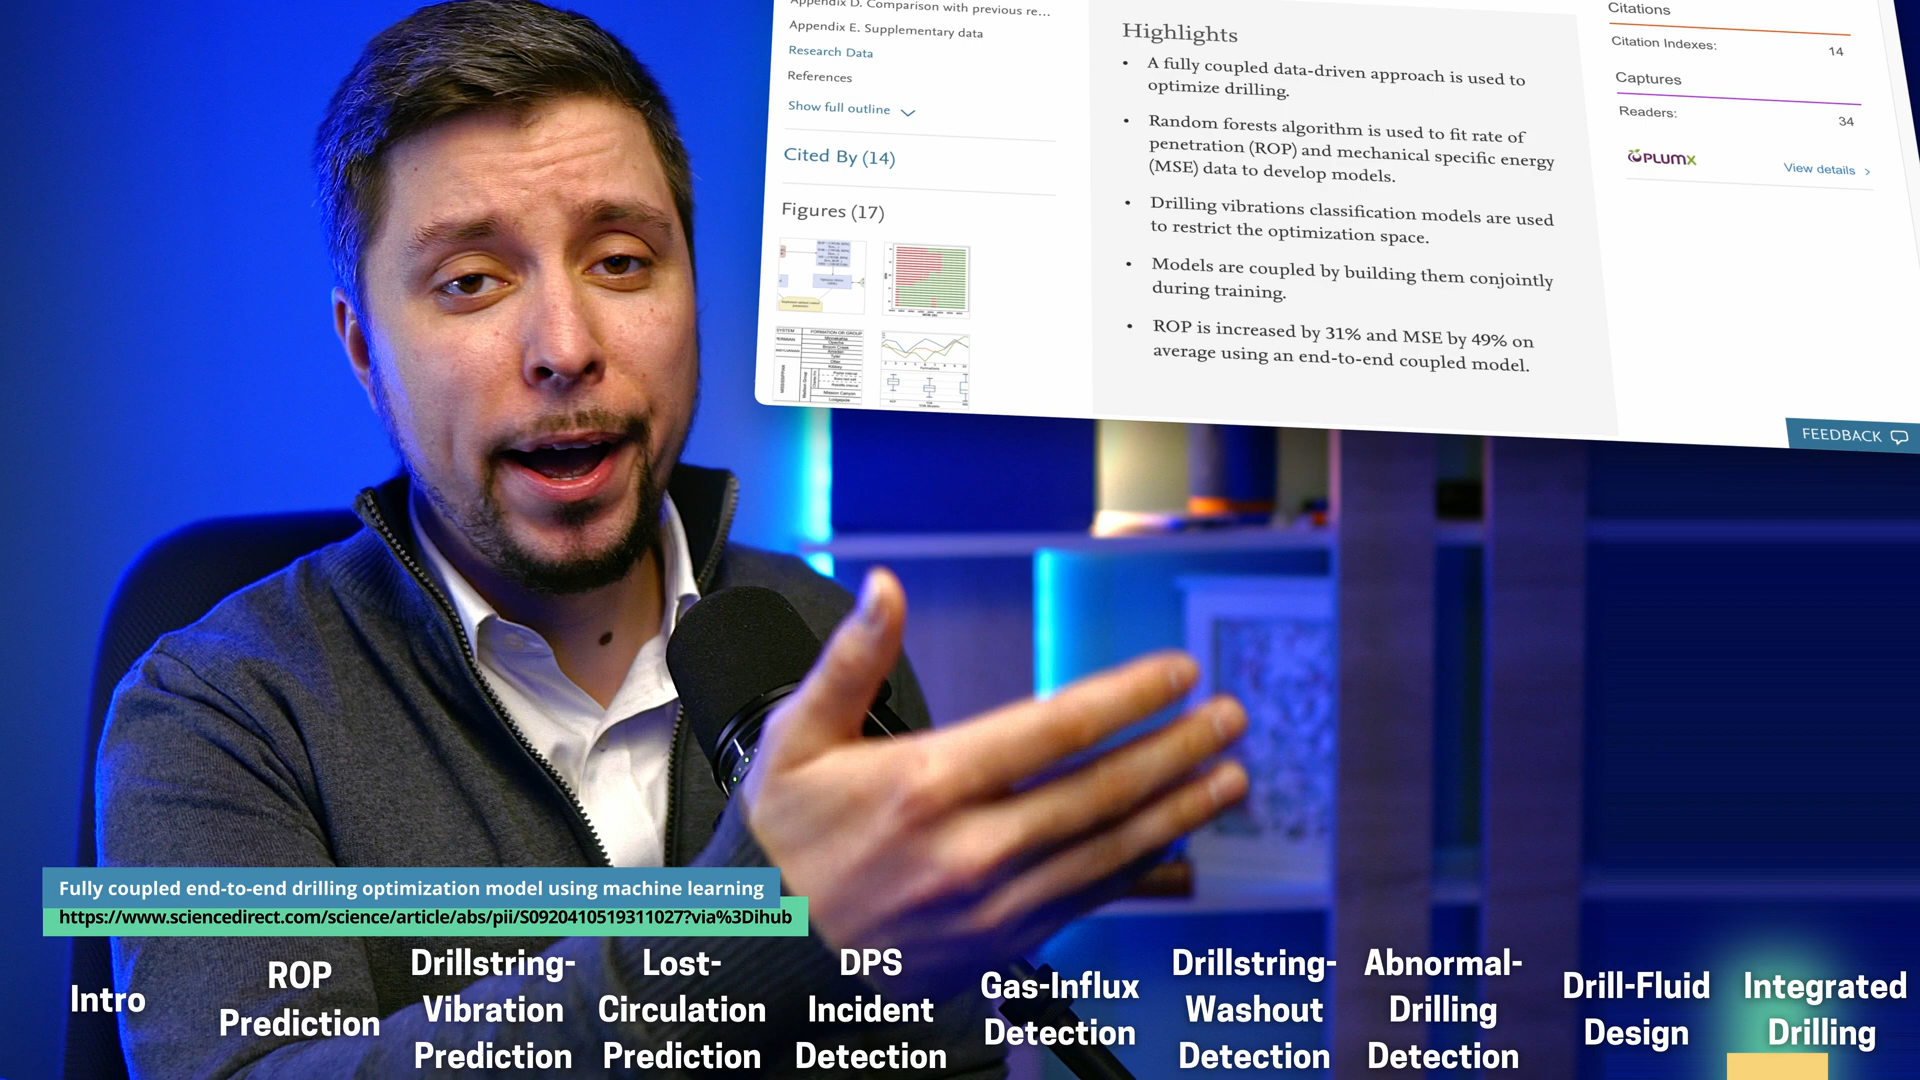 Appendix D. Comparison with previous re...
Appendix E. Supplementary data
Research Data
References
Show full outline
Cited By (14)
Figures (17)
SYSTEM
FORMATION OR GROUP
Highlights
• A fully coupled data-driven approach is used to
optimize drilling.
• Random forests algorithm is used to fit rate of
penetration (ROP) and mechanical specific energy
(MSE) data to develop models.
• Drilling vibrations classification models are used
to restrict the optimization space.
• Models are coupled by building them conjointly
during training.
• ROP is increased by 31% and MSE by 49% on
average using an end-to-end coupled model.
Citations
Citation Indexes: 14
Captures
Readers: 34
PLUMX
View details >
FEEDBACK
Fully coupled end-to-end drilling optimization model using machine learning
https://www.sciencedirect.com/science/article/abs/pii/S0920410519311027?via%3Dihub
Intro
ROP
Prediction
Drillstring-
Vibration
Prediction
Lost-
Circulation
Prediction
DPS
Incident
Detection
Gas-Influx
Detection
Drillstring-
Washout
Detection
Abnormal-
Drilling
Detection
Drill-Fluid
Design
Integrated
Drilling